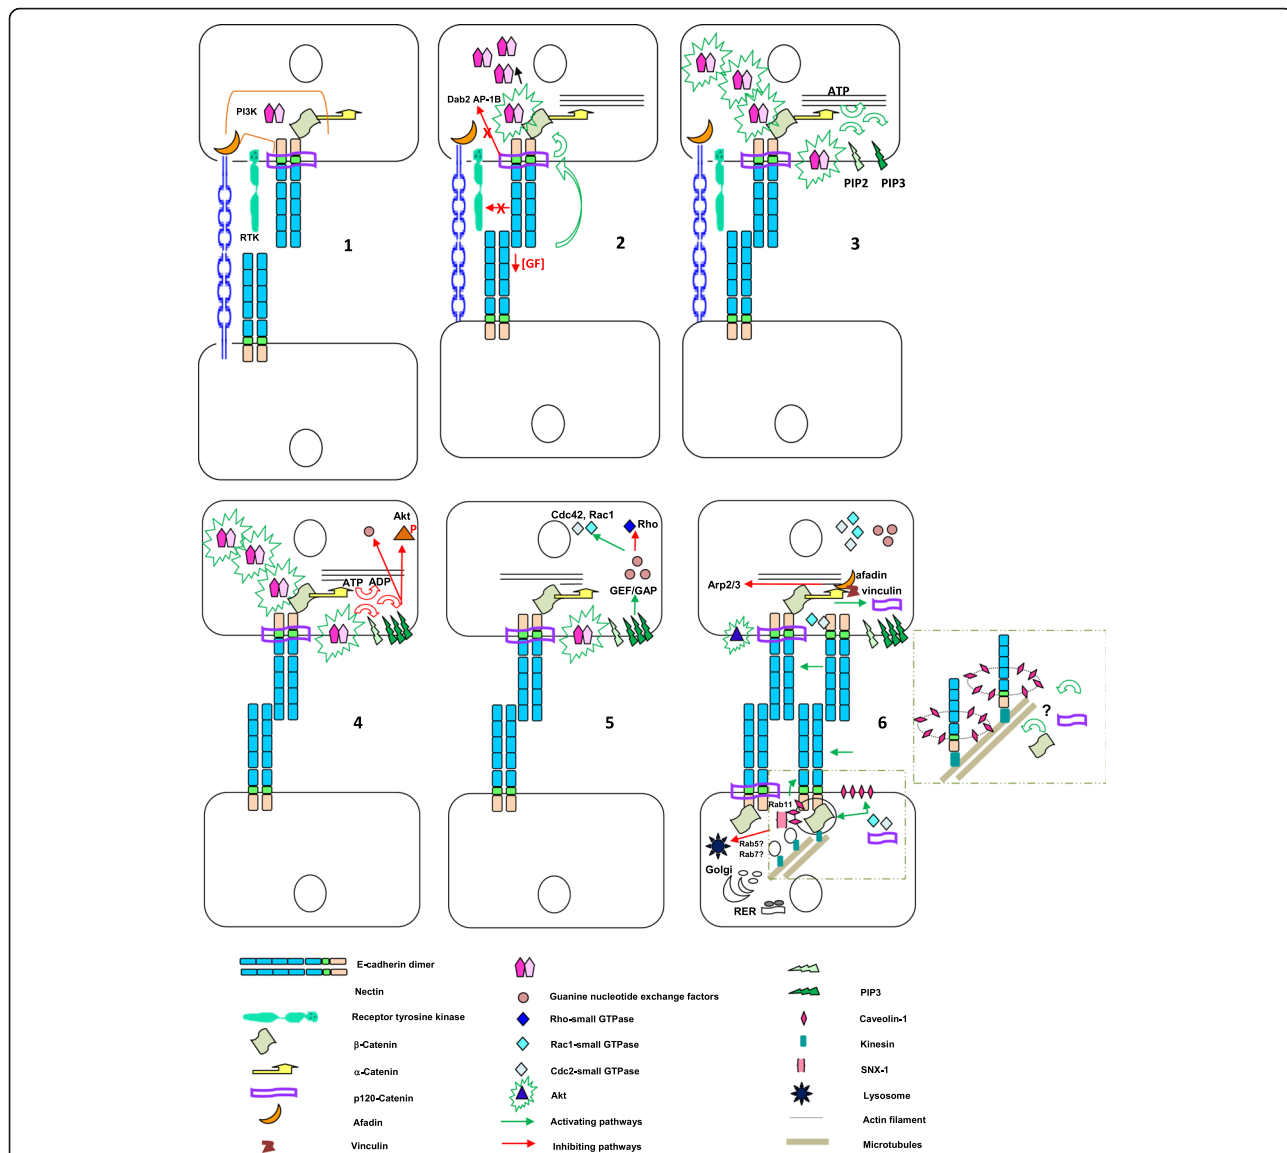 PI3K
RTK
1
Dab2 AP-1B
X
X
[GF]
2
ATP
PIP2
PIP3
3
Akt
P
ATP ADP
4
Cdc42, Rac1
Rho
GEF/GAP
5
Arp2/3
afadin
vinculin
6
?
Rab11
Rab5?
Rab7?
Golgi
RER
E-cadherin dimer
Nectin
Receptor tyrosine kinase
β-Catenin
α-Catenin
p120-Catenin
Afadin
Vinculin
Guanine nucleotide exchange factors
Rho-small GTPase
Rac1-small GTPase
Cdc2-small GTPase
Akt
Activating pathways
Inhibiting pathways
PIP3
Caveolin-1
Kinesin
SNX-1
Lysosome
Actin filament
Microtubules